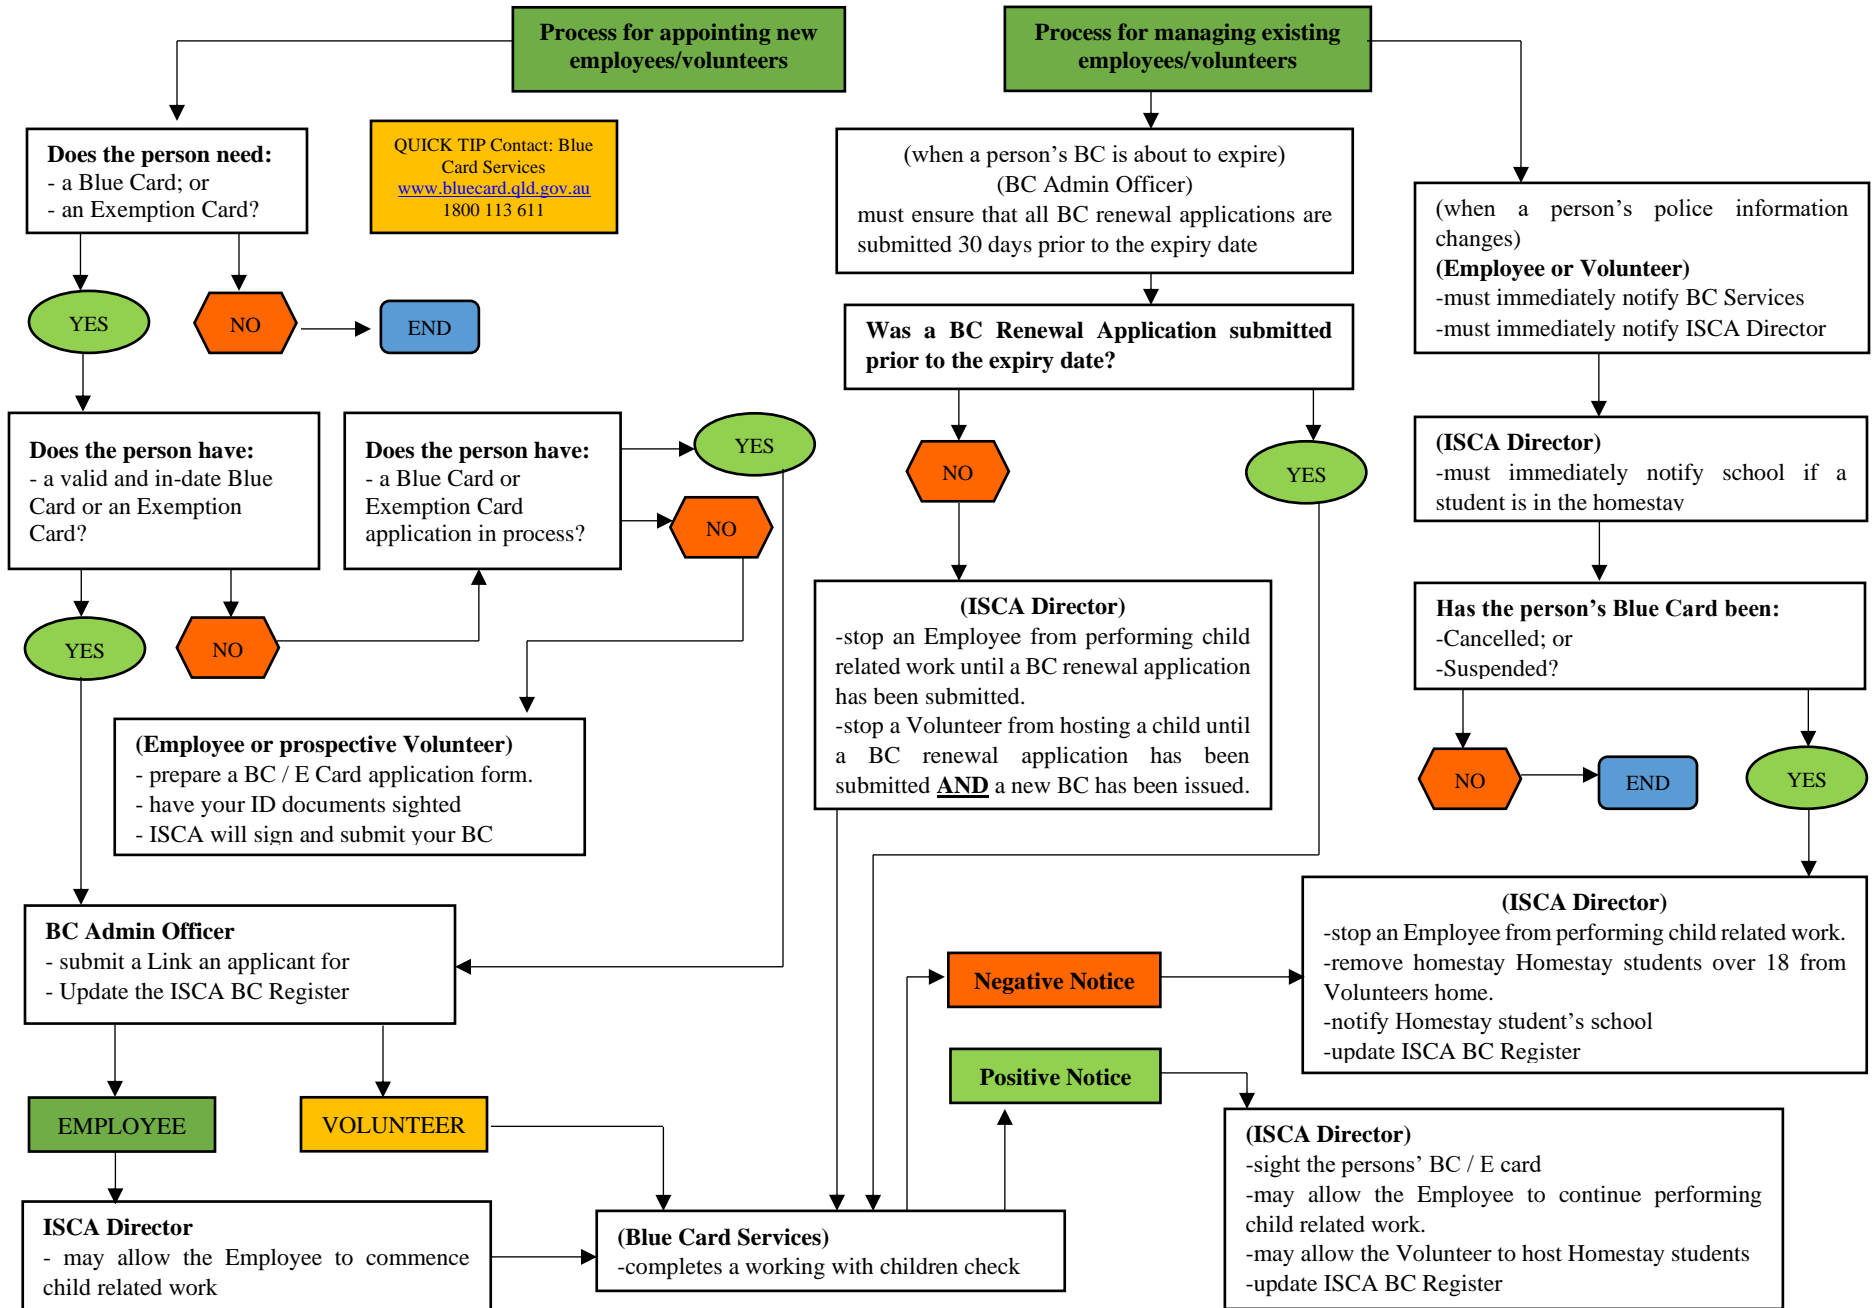 Process for appointing new
employees/volunteers
Process for managing existing
employees/volunteers
Does the person need:
- a Blue Card; or
- an Exemption Card?
QUICK TIP Contact: Blue
Card Services
www.bluecard.qld.gov.au
1800 113 611
(when a person's BC is about to expire)
(BC Admin Officer)
must ensure that all BC renewal applications are
submitted 30 days prior to the expiry date
(when a person's police information
changes)
(Employee or Volunteer)
-must immediately notify BC Services
-must immediately notify ISCA Director
YES
NO
END
Was a BC Renewal Application submitted
prior to the expiry date?
Does the person have:
- a valid and in-date Blue
Card or an Exemption
Card?
Does the person have:
- a Blue Card or
Exemption Card
application in process?
YES
NO
NO
YES
(ISCA Director)
-must immediately notify school if a
student is in the homestay
YES
NO
(ISCA Director)
-stop an Employee from performing child
related work until a BC renewal application
has been submitted.
-stop a Volunteer from hosting a child until
a BC renewal application has been
submitted AND a new BC has been issued.
Has the person's Blue Card been:
-Cancelled; or
-Suspended?
(Employee or prospective Volunteer)
- prepare a BC / E Card application form.
- have your ID documents sighted
- ISCA will sign and submit your BC
NO
END
YES
BC Admin Officer
- submit a Link an applicant for
- Update the ISCA BC Register
Negative Notice
(ISCA Director)
-stop an Employee from performing child related work.
-remove homestay Homestay students over 18 from
Volunteers home.
-notify Homestay student's school
-update ISCA BC Register
Positive Notice
EMPLOYEE
VOLUNTEER
(ISCA Director)
-sight the persons' BC / E card
-may allow the Employee to continue performing
child related work.
-may allow the Volunteer to host Homestay students
-update ISCA BC Register
ISCA Director
- may allow the Employee to commence
child related work
(Blue Card Services)
-completes a working with children check